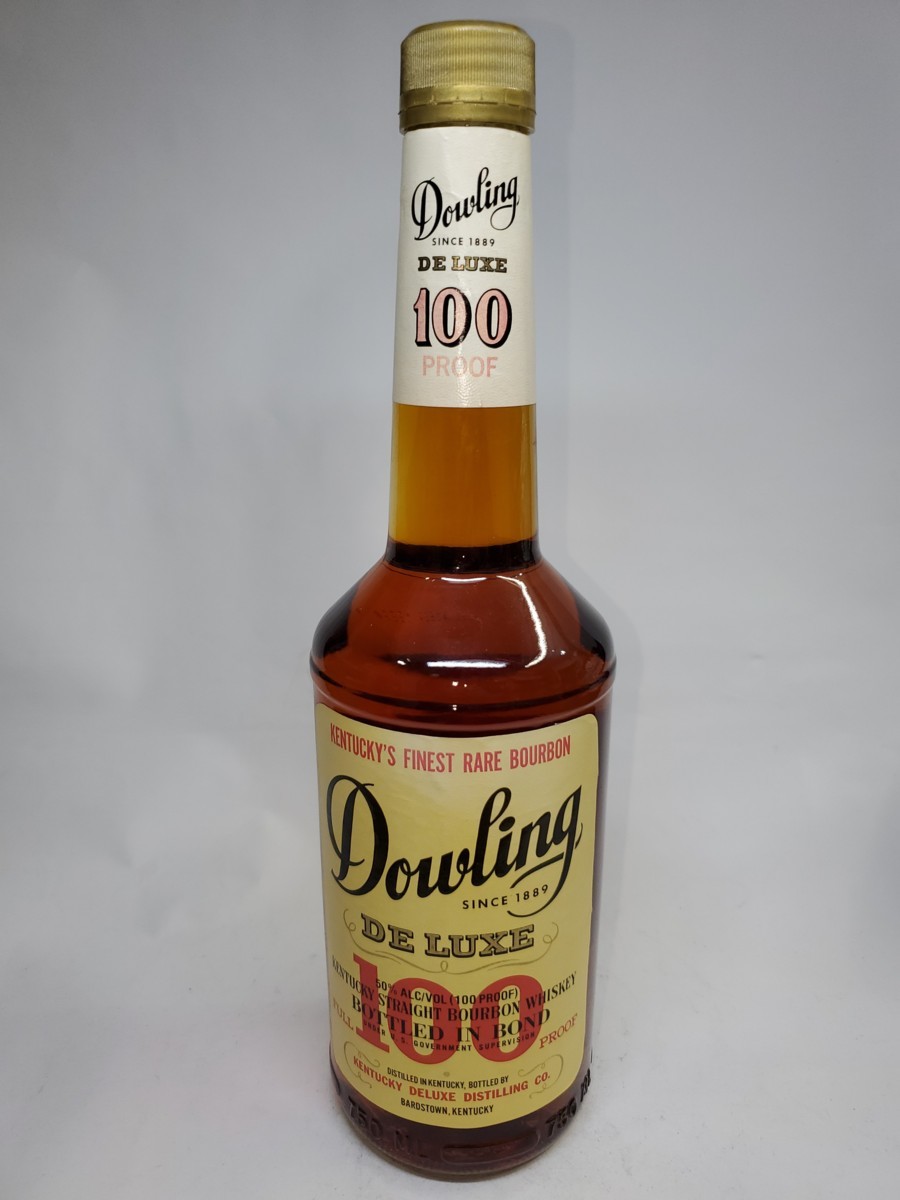 Dowling
SINCE 1889
DE LUXE
100
PROOF
KENTUCKY'S FINEST RARE BOURBON
Dowling
SINCE 1889
DE LUXE
100
50% ALC/VOL (100 PROOF)
KENTUCKY STRAIGHT BOURBON WHISKEY
BOTTLED IN BOND
UNDER U.S. GOVERNMENT SUPERVISION
FULL PROOF
DISTILLED IN KENTUCKY, BOTTLED BY
KENTUCKY DELUXE DISTILLING CO.
BARDSTOWN, KENTUCKY
750 ML
750